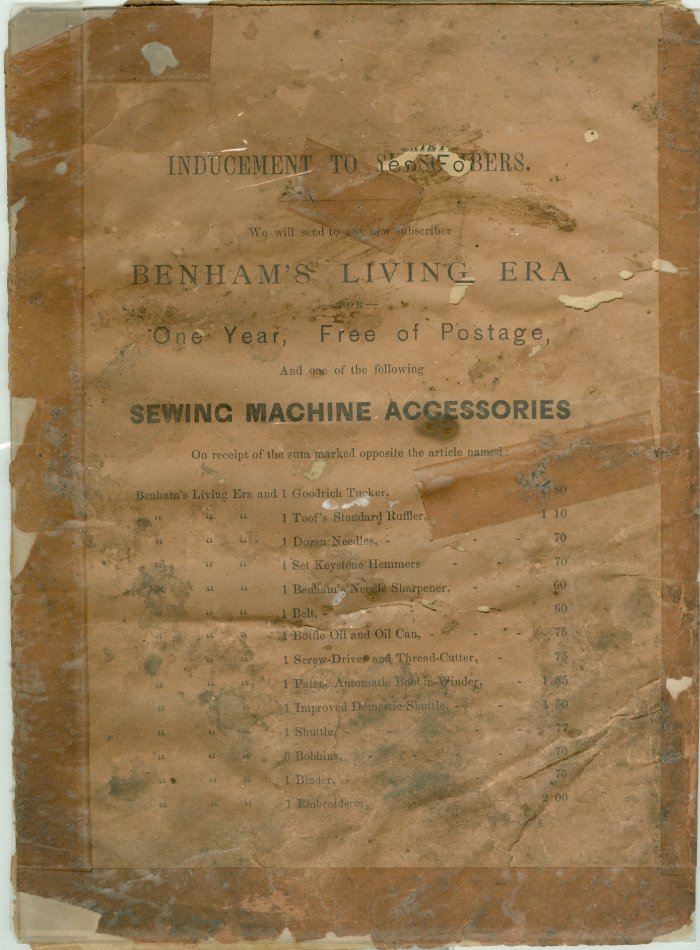 INDUCEMENT TO
We will send to any new subscriber
BENHAM'S LIVING ERA
—FOR—
One Year, Free of Postage,
And one of the following
SEWING MACHINE ACCESSORIES
On receipt of the sum marked opposite the article named:
Benham's Living Era and 1 Goodrich Tucker, 80
“ “ “ 1 Toof's Standard Ruffler, 1 10
“ “ “ 1 Dozen Needles, - - - - 70
“ “ “ 1 Set Keystone Hemmers - - - 70
“ “ “ 1 Benham's Needle Sharpener, - - 60
“ “ “ 1 Belt, - - - - - 60
“ “ “ 1 Bottle Oil and Oil Can, - - - - 75
“ “ “ 1 Screw-Driver and Thread-Cutter, - - 75
“ “ “ 1 Patent Automatic Bobbin-Winder, - - 1 85
“ “ “ 1 Improved Domestic Shuttle, - - - 1 50
“ “ “ 1 Shuttle, - - - - 77
“ “ “ 6 Bobbins, - - - - 70
“ “ “ 1 Binder, - - - - 75
“ “ “ 1 Embroiderer, 2 00